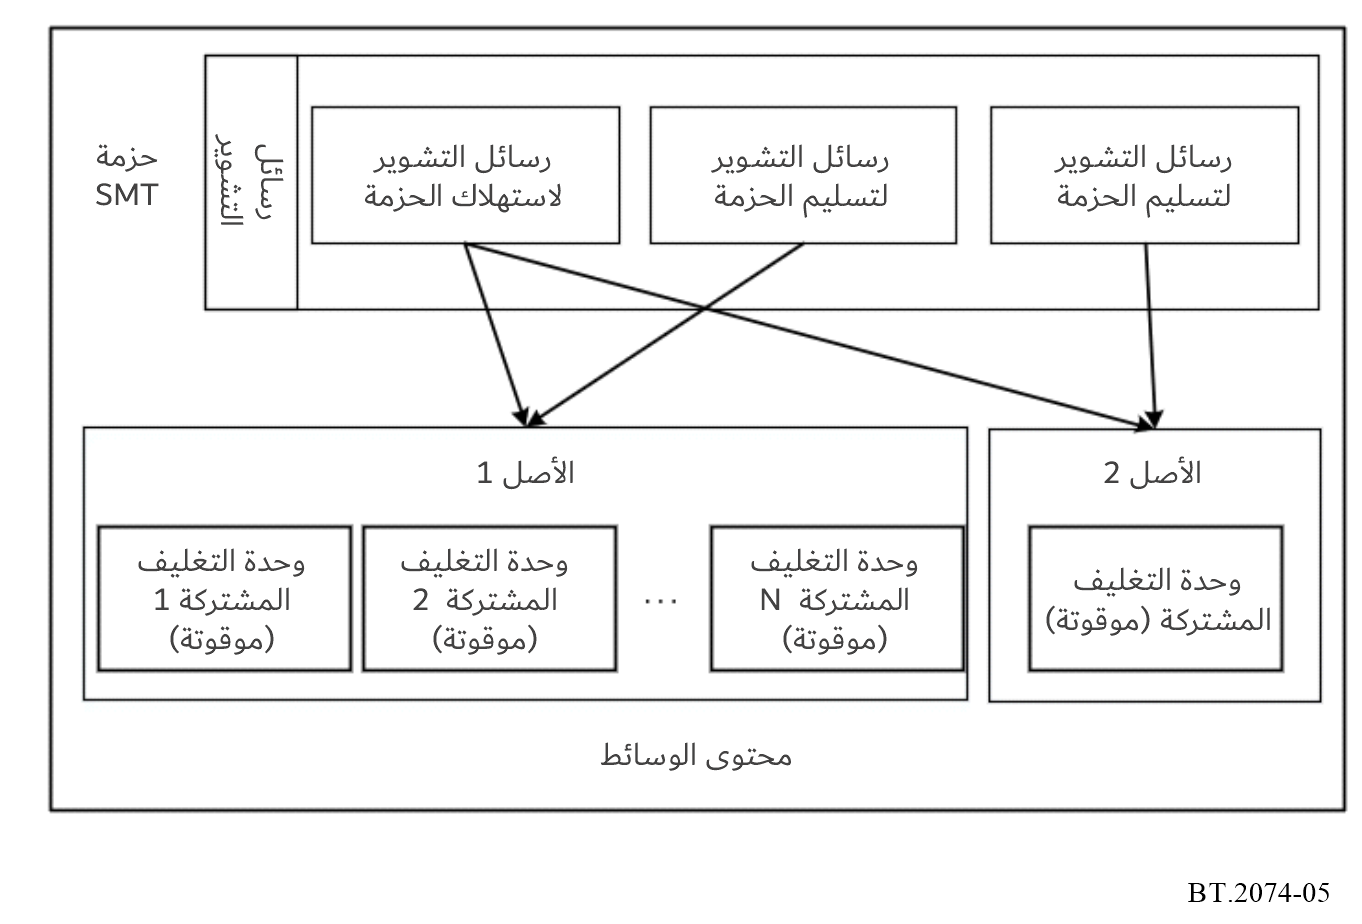 حزمة
SMT
رسائل
التشوير
رسائل التشوير
لاستهلاك الحزمة
رسائل التشوير
لتسليم الحزمة
رسائل التشوير
لتسليم الحزمة
الأصل 1
وحدة التغليف
المشتركة 1
(موقوتة)
وحدة التغليف
المشتركة 2
(موقوتة)
...
وحدة التغليف
المشتركة N
(موقوتة)
الأصل 2
وحدة التغليف
المشتركة (موقوتة)
محتوى الوسائط
BT.2074-05